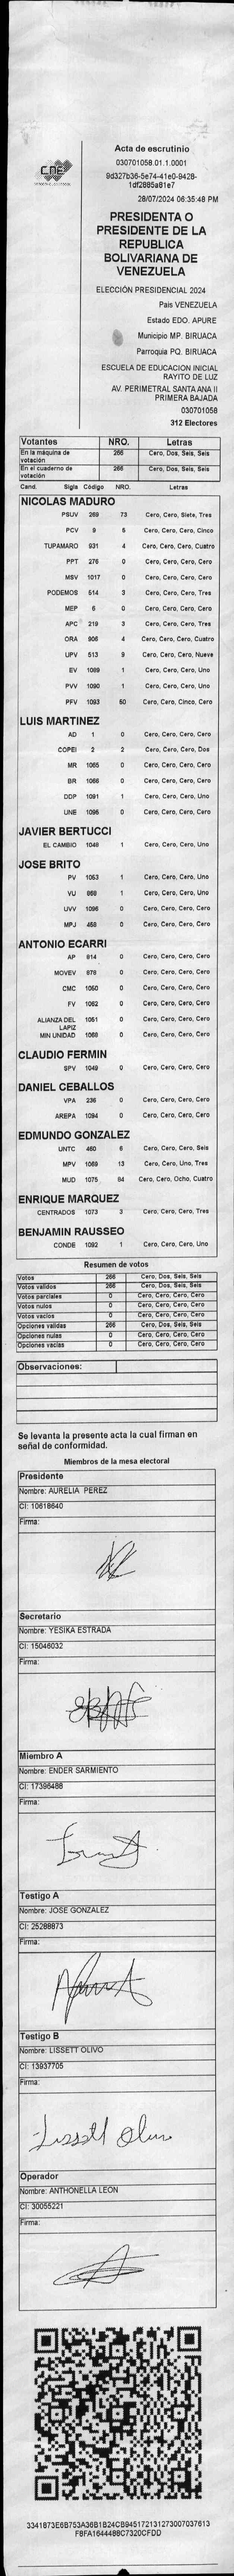 CNE
Acta de escrutinio
030701058.01.1.0001
9d327b36-5e74-41e0-9428-
1df2885a81e7
28/07/2024 06:35:48 PM
PRESIDENTA O
PRESIDENTE DE LA
REPUBLICA
BOLIVARIANA DE
VENEZUELA
ELECCIÓN PRESIDENCIAL 2024
Pais VENEZUELA
Estado EDO. APURE
Municipio MP. BIRUACA
Parroquia PQ. BIRUACA
ESCUELA DE EDUCACION INICIAL
RAYITO DE LUZ
AV. PERIMETRAL SANTA ANA II
PRIMERA BAJADA
030701058
312 Electores
Votantes NRO. Letras
En la máquina de votación 266 Cero, Dos, Seis, Seis
En el cuaderno de votación 266 Cero, Dos, Seis, Seis
Cand. Sigla Código NRO. Letras
NICOLAS MADURO
PSUV 269 73 Cero, Cero, Siete, Tres
PCV 9 5 Cero, Cero, Cero, Cinco
TUPAMARO 931 4 Cero, Cero, Cero, Cuatro
PPT 276 0 Cero, Cero, Cero, Cero
MSV 1017 0 Cero, Cero, Cero, Cero
PODEMOS 514 3 Cero, Cero, Cero, Tres
MEP 6 0 Cero, Cero, Cero, Cero
APC 219 3 Cero, Cero, Cero, Tres
ORA 906 4 Cero, Cero, Cero, Cuatro
UPV 513 9 Cero, Cero, Cero, Nueve
EV 1089 1 Cero, Cero, Cero, Uno
PVV 1090 1 Cero, Cero, Cero, Uno
PFV 1093 50 Cero, Cero, Cinco, Cero
LUIS MARTINEZ
AD 1 0 Cero, Cero, Cero, Cero
COPEI 2 2 Cero, Cero, Cero, Dos
MR 1065 0 Cero, Cero, Cero, Cero
BR 1066 0 Cero, Cero, Cero, Cero
DDP 1091 1 Cero, Cero, Cero, Uno
UNE 1095 0 Cero, Cero, Cero, Cero
JAVIER BERTUCCI
EL CAMBIO 1048 1 Cero, Cero, Cero, Uno
JOSE BRITO
PV 1053 1 Cero, Cero, Cero, Uno
VU 868 1 Cero, Cero, Cero, Uno
UVV 1096 0 Cero, Cero, Cero, Cero
MPJ 458 0 Cero, Cero, Cero, Cero
ANTONIO ECARRI
AP 914 0 Cero, Cero, Cero, Cero
MOVEV 879 0 Cero, Cero, Cero, Cero
CMC 1050 0 Cero, Cero, Cero, Cero
FV 1052 0 Cero, Cero, Cero, Cero
ALIANZA DEL LAPIZ 1051 0 Cero, Cero, Cero, Cero
MIN UNIDAD 1068 0 Cero, Cero, Cero, Cero
CLAUDIO FERMIN
SPV 1049 0 Cero, Cero, Cero, Cero
DANIEL CEBALLOS
VPA 236 0 Cero, Cero, Cero, Cero
AREPA 1094 0 Cero, Cero, Cero, Cero
EDMUNDO GONZALEZ
UNTC 460 6 Cero, Cero, Cero, Seis
MPV 1069 13 Cero, Cero, Uno, Tres
MUD 1075 84 Cero, Cero, Ocho, Cuatro
ENRIQUE MARQUEZ
CENTRADOS 1073 3 Cero, Cero, Cero, Tres
BENJAMIN RAUSSEO
CONDE 1092 1 Cero, Cero, Cero, Uno
Resumen de votos
Votos 266 Cero, Dos, Seis, Seis
Votos validos 266 Cero, Dos, Seis, Seis
Votos parciales 0 Cero, Cero, Cero, Cero
Votos nulos 0 Cero, Cero, Cero, Cero
Votos vacios 0 Cero, Cero, Cero, Cero
Opciones validas 266 Cero, Dos, Seis, Seis
Opciones nulas 0 Cero, Cero, Cero, Cero
Opciones vacias 0 Cero, Cero, Cero, Cero
Observaciones:
Se levanta la presente acta la cual firman en
señal de conformidad.
Miembros de la mesa electoral
Presidente
Nombre: AURELIA PEREZ
CI: 10618640
Firma:
Secretario
Nombre: YESIKA ESTRADA
CI: 15046032
Firma:
Miembro A
Nombre: ENDER SARMIENTO
CI: 17396488
Firma:
Testigo A
Nombre: JOSE GONZALEZ
CI: 25288873
Firma:
Testigo B
Nombre: LISSETT OLIVO
CI: 13937705
Firma:
Lissett Olivo
Operador
Nombre: ANTHONELLA LEON
CI: 30055221
Firma:
3341873E6B753A36B1B24CB945172131273007037613
F8FA1644488C7320CFDD